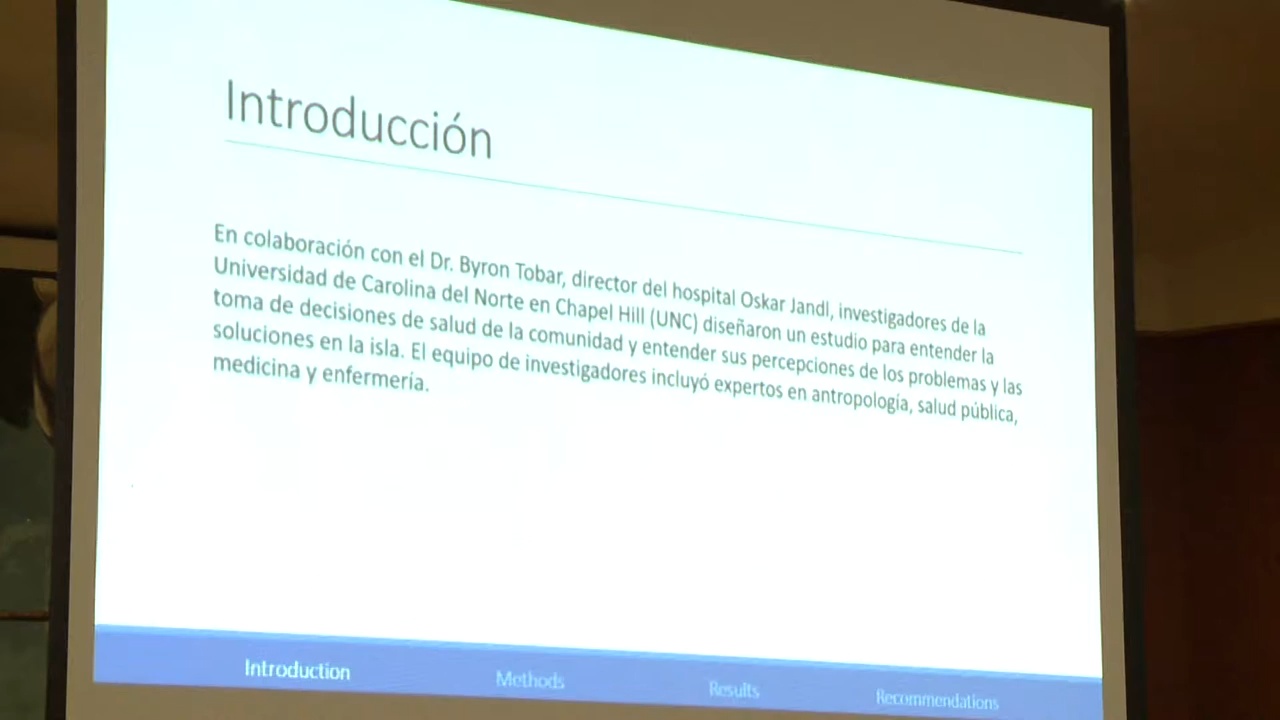 Introducción
En colaboración con el Dr. Byron Tobar, director del hospital Oskar Jandl, investigadores de la
Universidad de Carolina del Norte en Chapel Hill (UNC) diseñaron un estudio para entender la
toma de decisiones de salud de la comunidad y entender sus percepciones de los problemas y las
soluciones en la isla. El equipo de investigadores incluyó expertos en antropología, salud pública,
medicina y enfermería.
Introduction Methods Results Recommendations